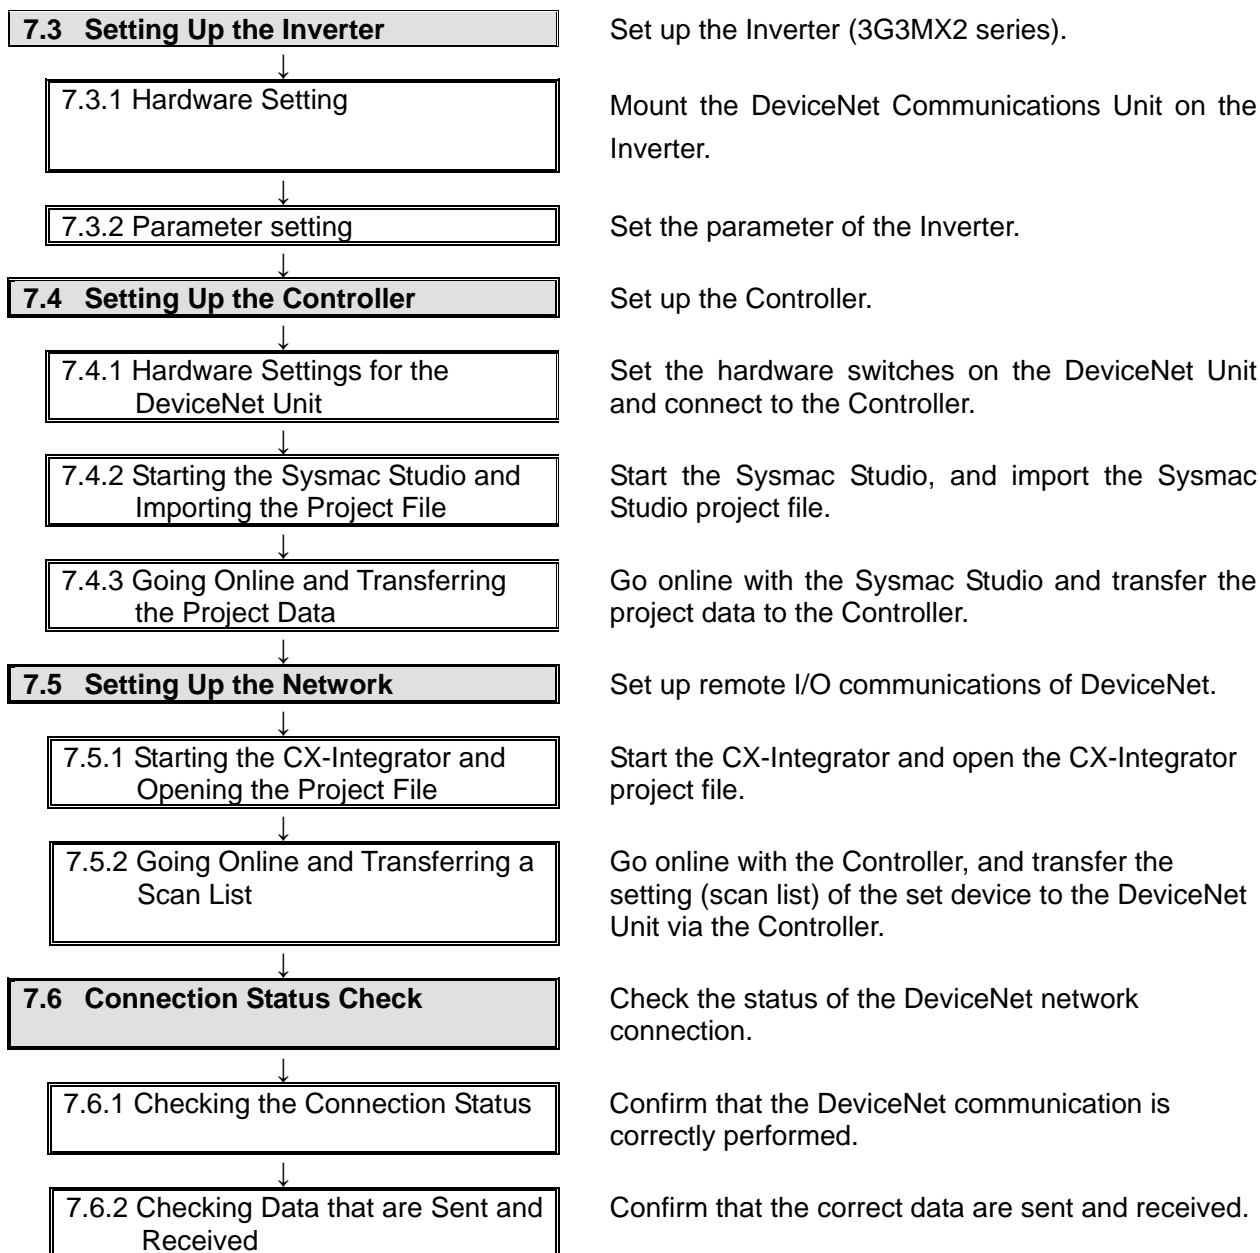 7.3 Setting Up the Inverter
Set up the Inverter (3G3MX2 series).
↓
7.3.1 Hardware Setting
Mount the DeviceNet Communications Unit on the
Inverter.
↓
7.3.2 Parameter setting
Set the parameter of the Inverter.
↓
7.4 Setting Up the Controller
Set up the Controller.
↓
7.4.1 Hardware Settings for the
DeviceNet Unit
Set the hardware switches on the DeviceNet Unit
and connect to the Controller.
↓
7.4.2 Starting the Sysmac Studio and
Importing the Project File
Start the Sysmac Studio, and import the Sysmac
Studio project file.
↓
7.4.3 Going Online and Transferring
the Project Data
Go online with the Sysmac Studio and transfer the
project data to the Controller.
↓
7.5 Setting Up the Network
Set up remote I/O communications of DeviceNet.
↓
7.5.1 Starting the CX-Integrator and
Opening the Project File
Start the CX-Integrator and open the CX-Integrator
project file.
↓
7.5.2 Going Online and Transferring a
Scan List
Go online with the Controller, and transfer the
setting (scan list) of the set device to the DeviceNet
Unit via the Controller.
↓
7.6 Connection Status Check
Check the status of the DeviceNet network
connection.
↓
7.6.1 Checking the Connection Status
Confirm that the DeviceNet communication is
correctly performed.
↓
7.6.2 Checking Data that are Sent and
Received
Confirm that the correct data are sent and received.